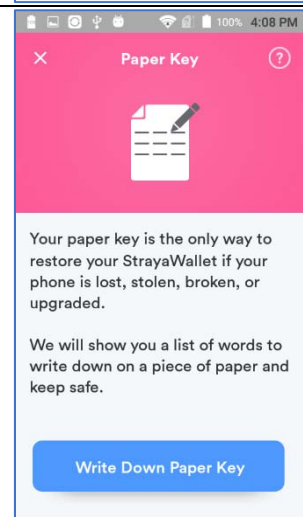 100% 4:08 PM
Paper Key
Your paper key is the only way to
restore your StrayaWallet if your
phone is lost, stolen, broken, or
upgraded.
We will show you a list of words to
write down on a piece of paper and
keep safe.
Write Down Paper Key